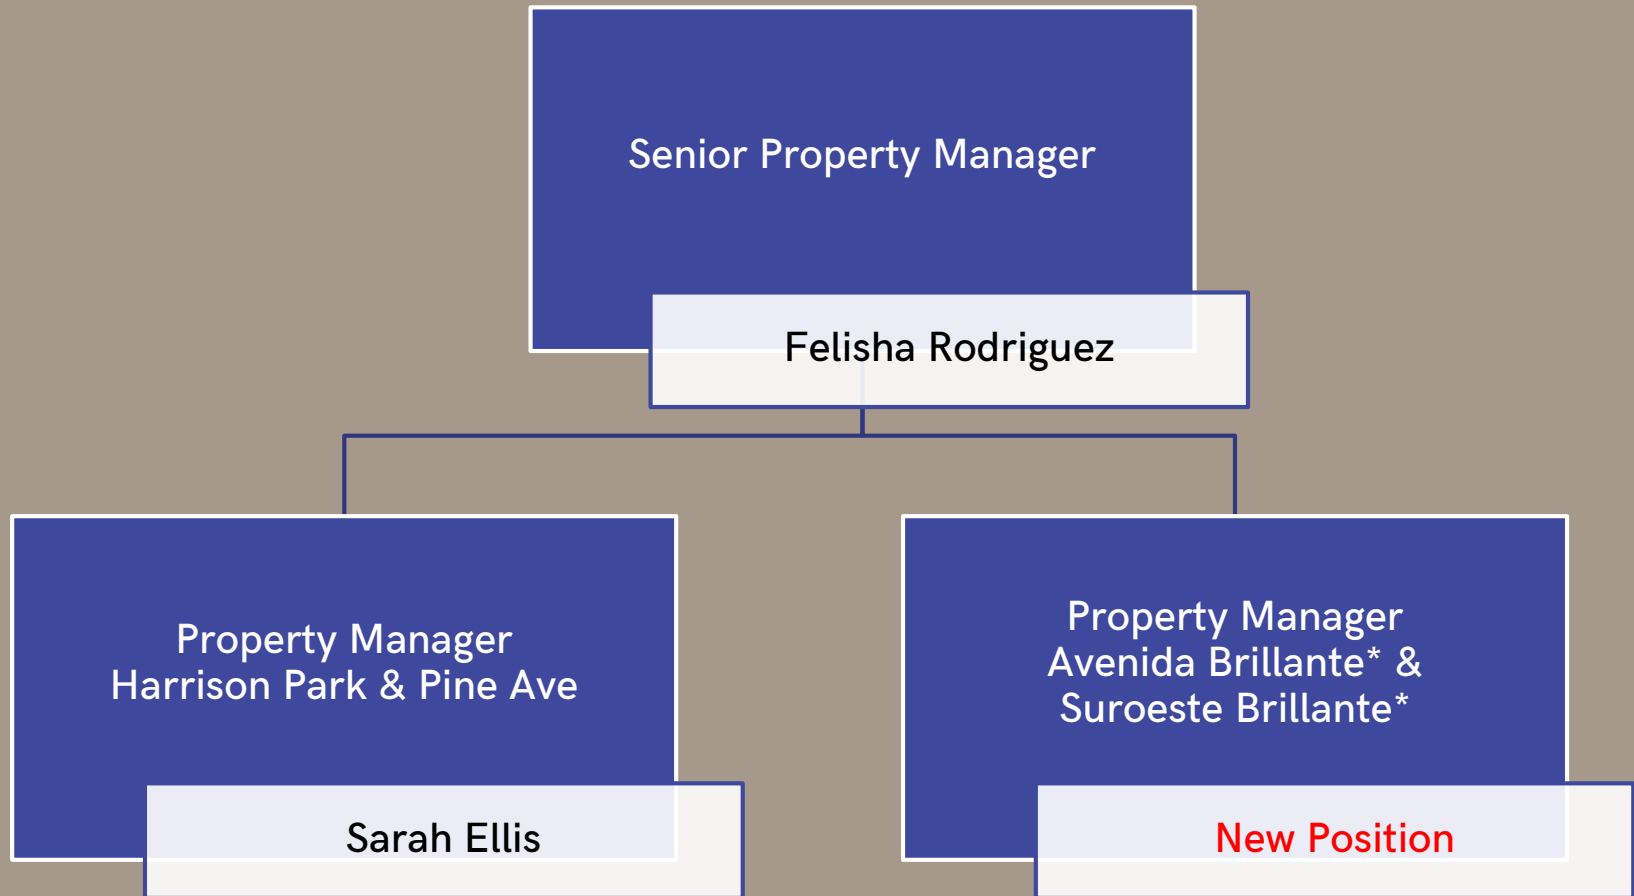 Senior Property Manager
Felisha Rodriguez
Property Manager
Harrison Park & Pine Ave
Sarah Ellis
Property Manager
Avenida Brillante* &
Suroeste Brillante*
New Position